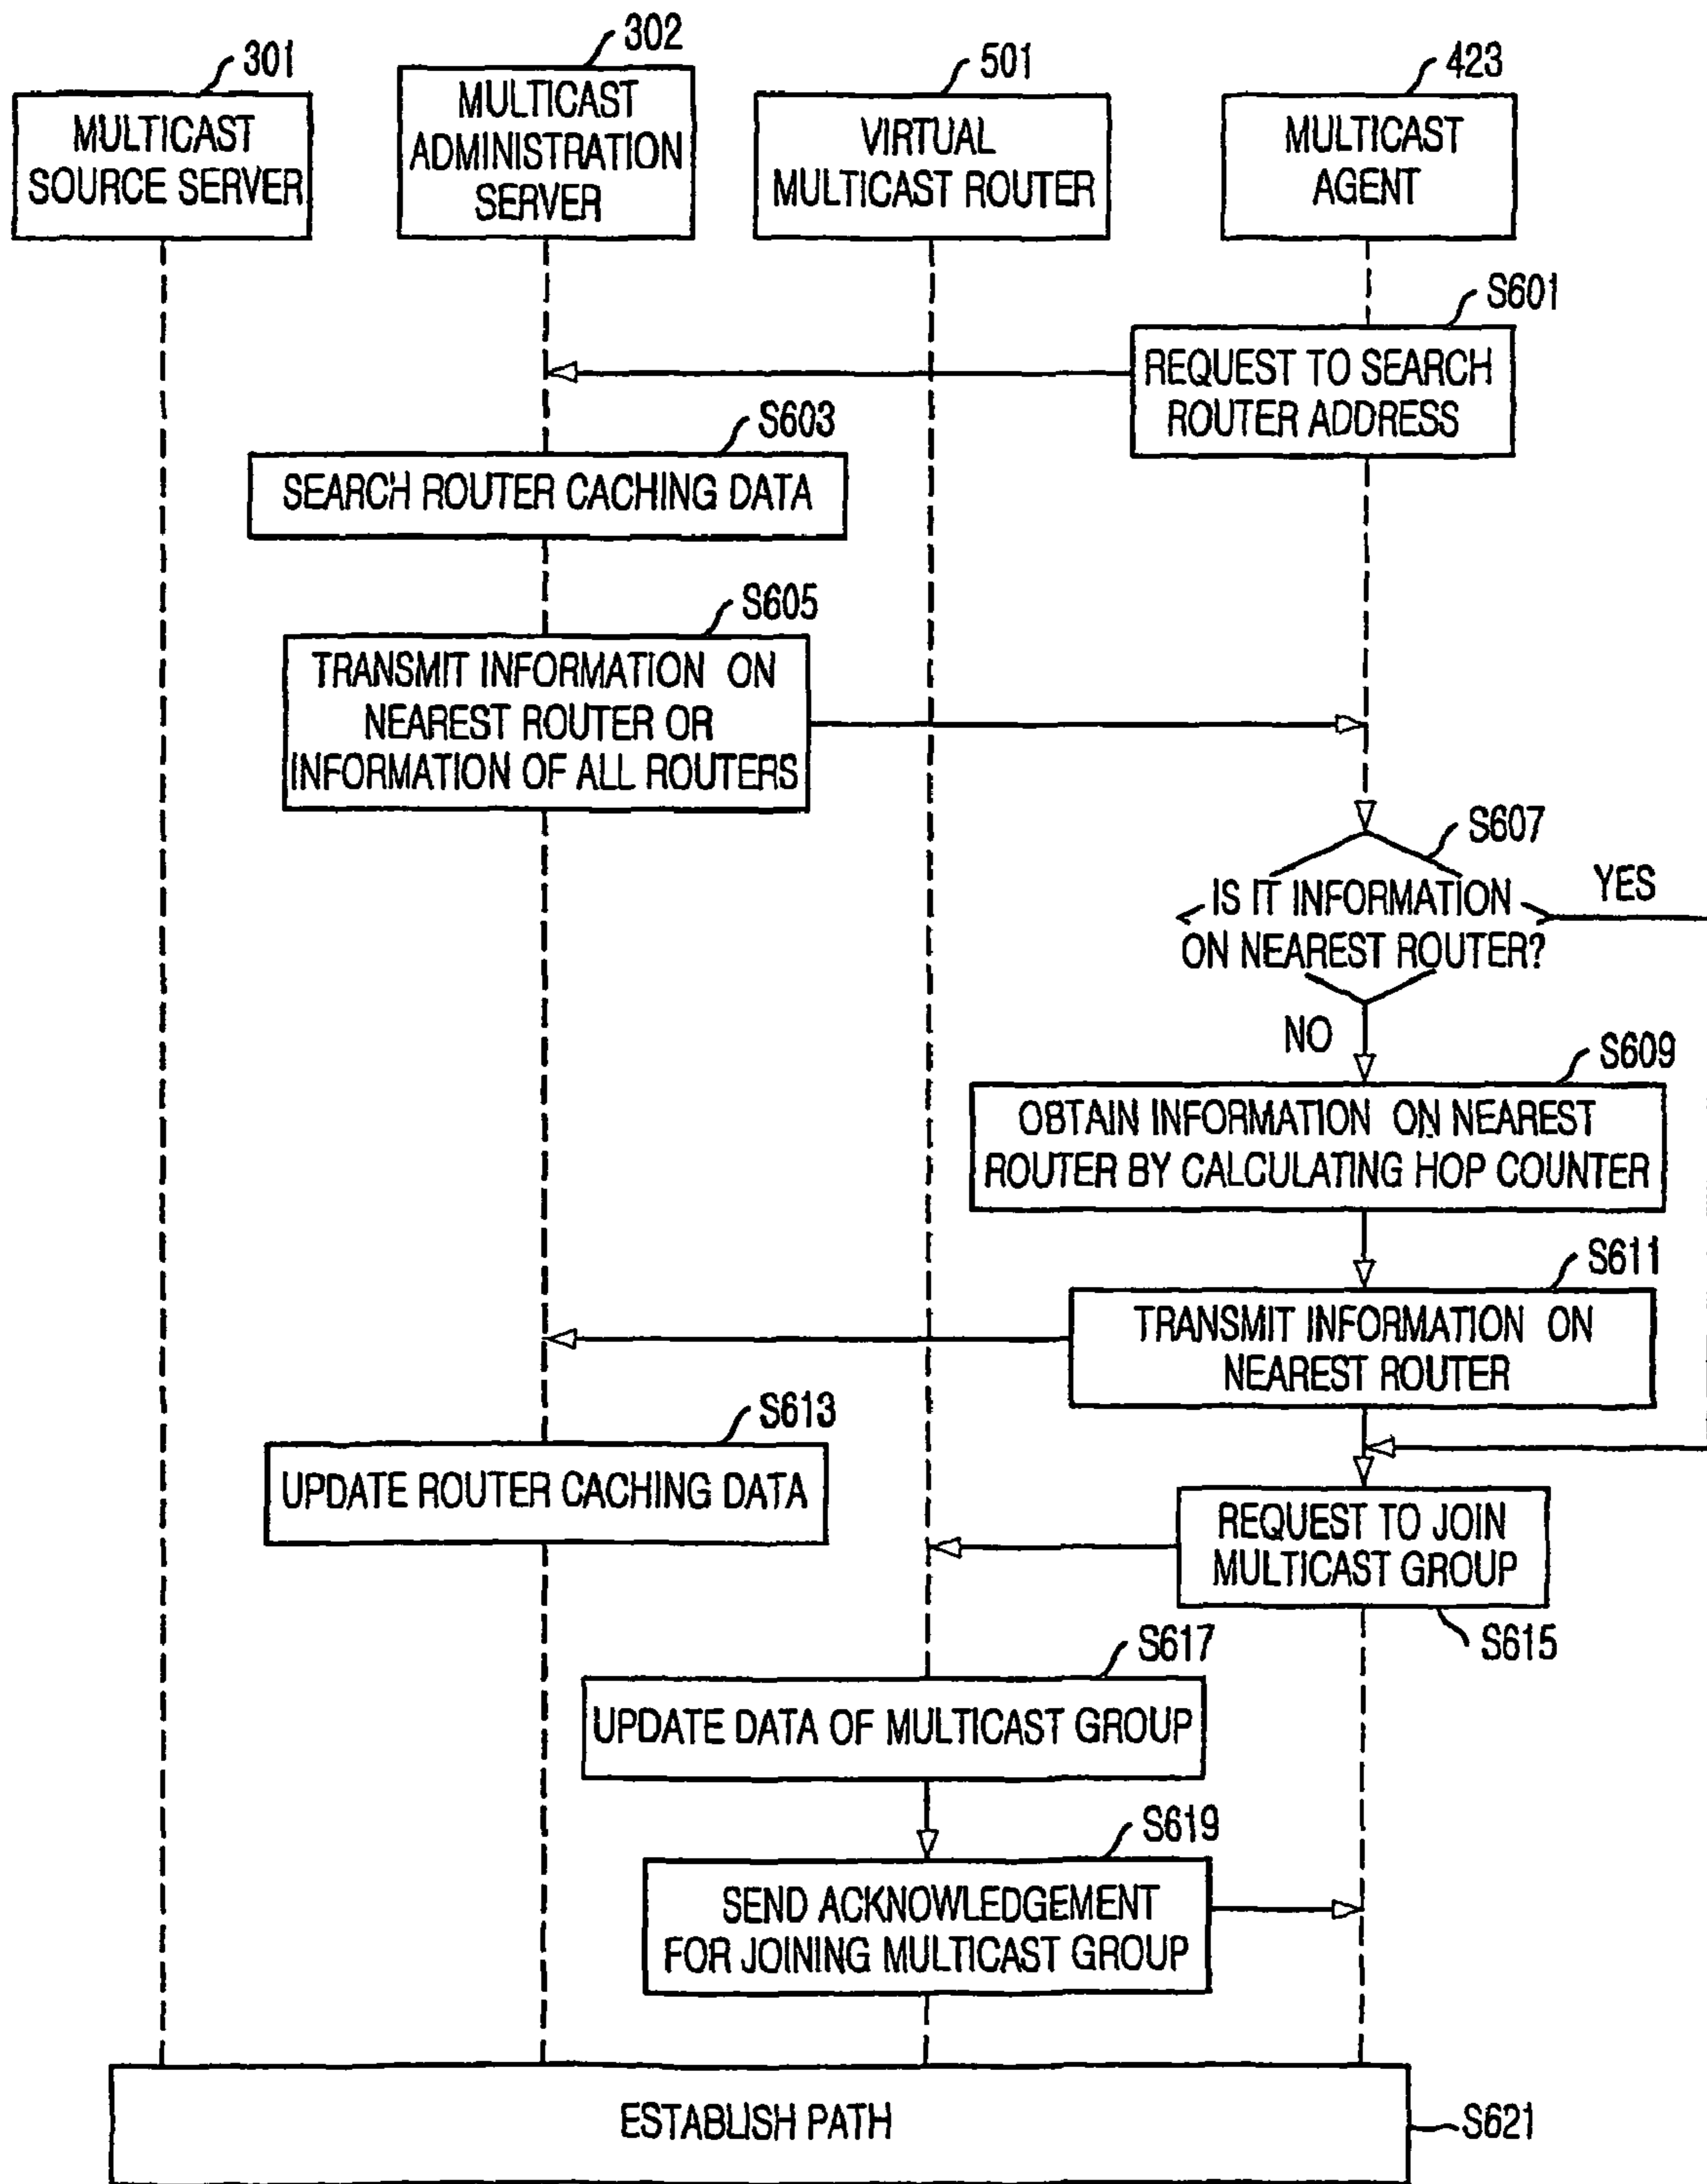 301
302
501
423
MULTICAST
SOURCE SERVER
MULTICAST
ADMINISTRATION
SERVER
VIRTUAL
MULTICAST ROUTER
MULTICAST
AGENT
S601
REQUEST TO SEARCH
ROUTER ADDRESS
S603
SEARCH ROUTER CACHING DATA
S605
TRANSMIT INFORMATION ON
NEAREST ROUTER OR
INFORMATION OF ALL ROUTERS
S607
IS IT INFORMATION
ON NEAREST ROUTER?
YES
NO
S609
OBTAIN INFORMATION ON NEAREST
ROUTER BY CALCULATING HOP COUNTER
S611
TRANSMIT INFORMATION ON
NEAREST ROUTER
S613
UPDATE ROUTER CACHING DATA
REQUEST TO JOIN
MULTICAST GROUP
S615
S617
UPDATE DATA OF MULTICAST GROUP
S619
SEND ACKNOWLEDGEMENT
FOR JOINING MULTICAST GROUP
ESTABLISH PATH
S621